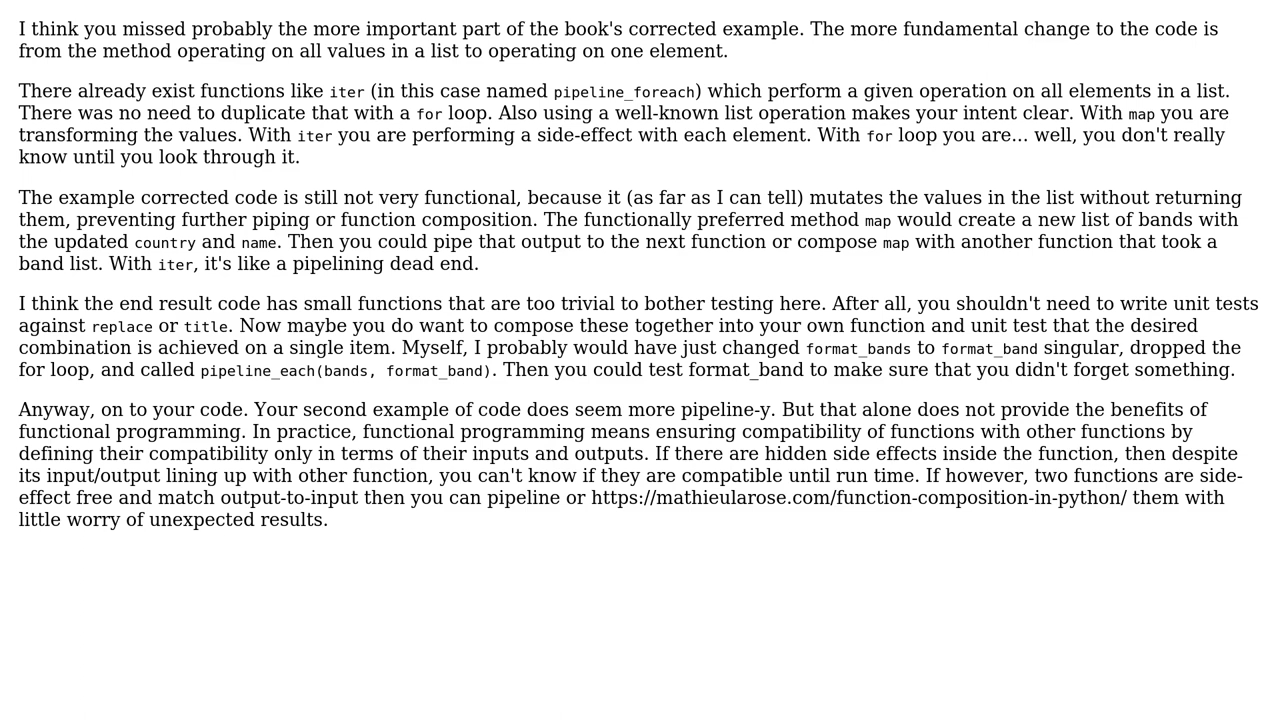 I think you missed probably the more important part of the book's corrected example. The more fundamental change to the code is
from the method operating on all values in a list to operating on one element.
There already exist functions like iter (in this case named pipeline_foreach) which perform a given operation on all elements in a list.
There was no need to duplicate that with a for loop. Also using a well-known list operation makes your intent clear. With map you are
transforming the values. With iter you are performing a side-effect with each element. With for loop you are... well, you don't really
know until you look through it.
The example corrected code is still not very functional, because it (as far as I can tell) mutates the values in the list without returning
them, preventing further piping or function composition. The functionally preferred method map would create a new list of bands with
the updated country and name. Then you could pipe that output to the next function or compose map with another function that took a
band list. With iter, it's like a pipelining dead end.
I think the end result code has small functions that are too trivial to bother testing here. After all, you shouldn't need to write unit tests
against replace or title. Now maybe you do want to compose these together into your own function and unit test that the desired
combination is achieved on a single item. Myself, I probably would have just changed format_bands to format_band singular, dropped the
for loop, and called pipeline_each(bands, format_band). Then you could test format_band to make sure that you didn't forget something.
Anyway, on to your code. Your second example of code does seem more pipeline-y. But that alone does not provide the benefits of
functional programming. In practice, functional programming means ensuring compatibility of functions with other functions by
defining their compatibility only in terms of their inputs and outputs. If there are hidden side effects inside the function, then despite
its input/output lining up with other function, you can't know if they are compatible until run time. If however, two functions are side-
effect free and match output-to-input then you can pipeline or https://mathieularose.com/function-composition-in-python/ them with
little worry of unexpected results.